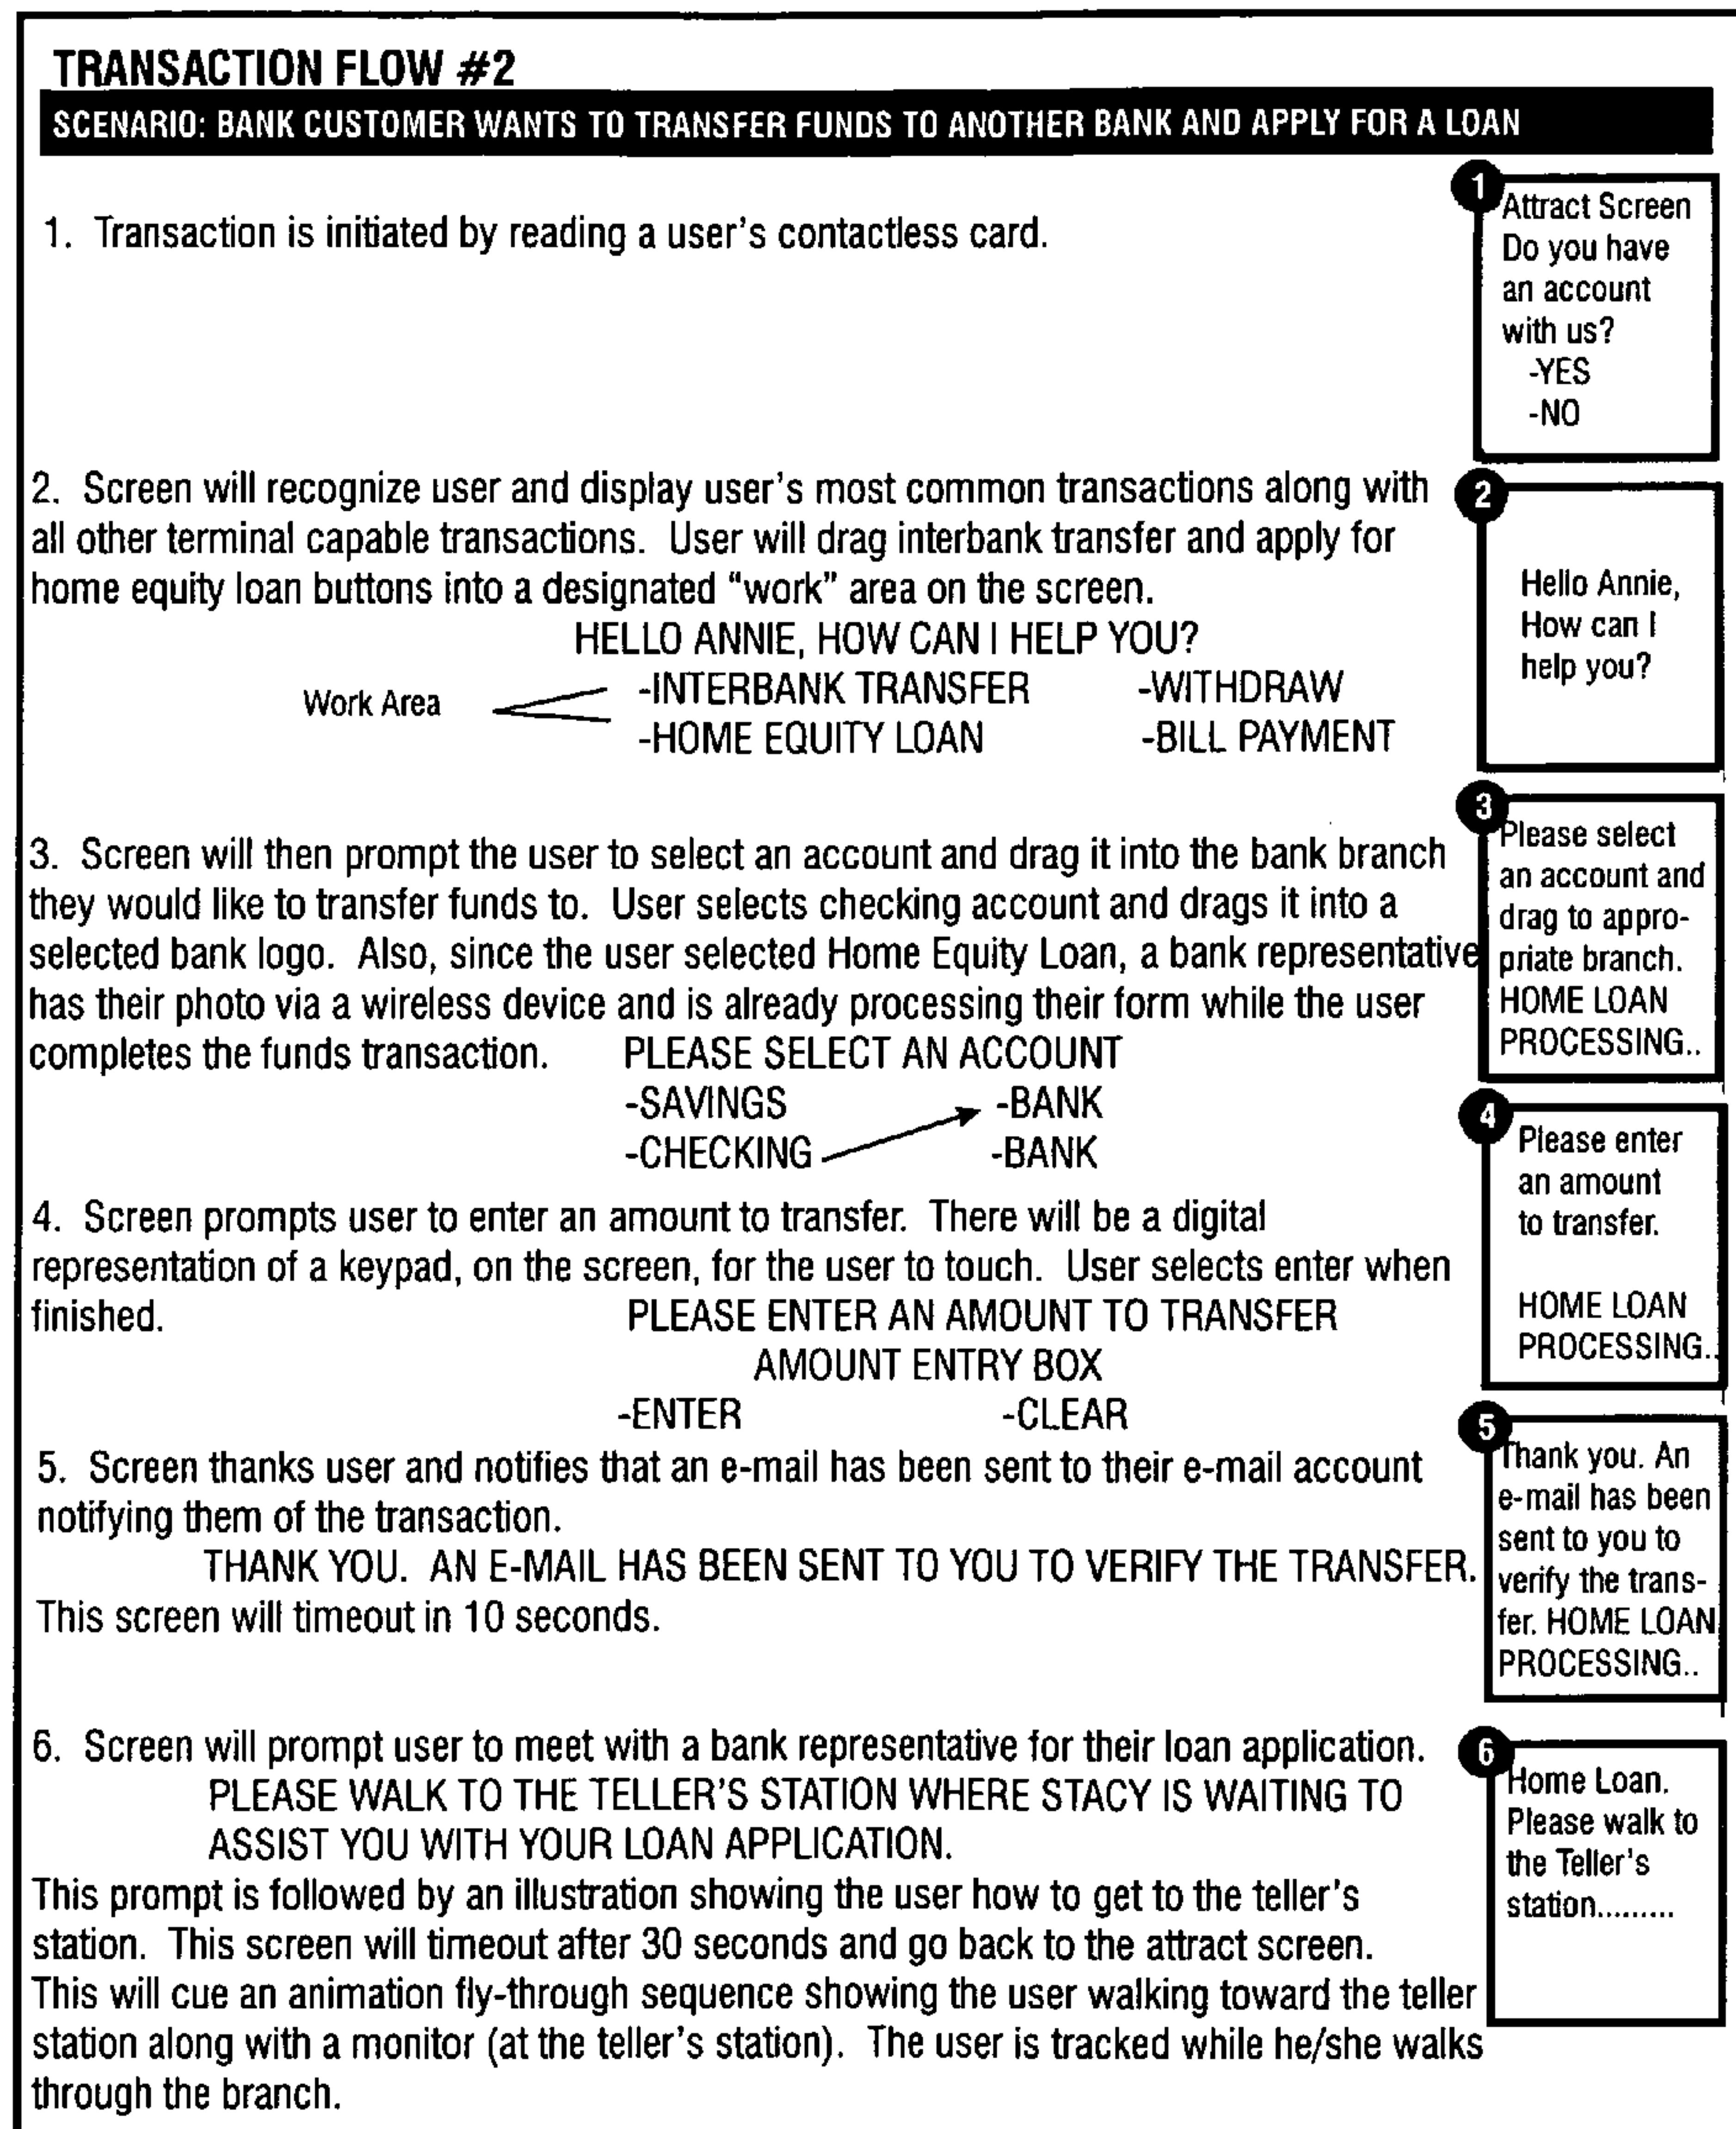 TRANSACTION FLOW #2
SCENARIO: BANK CUSTOMER WANTS TO TRANSFER FUNDS TO ANOTHER BANK AND APPLY FOR A LOAN
1. Transaction is initiated by reading a user's contactless card.
1
Attract Screen
Do you have
an account
with us?
-YES
-NO
2. Screen will recognize user and display user's most common transactions along with
all other terminal capable transactions. User will drag interbank transfer and apply for
home equity loan buttons into a designated "work" area on the screen.
HELLO ANNIE, HOW CAN I HELP YOU?
Work Area -INTERBANK TRANSFER -WITHDRAW
-HOME EQUITY LOAN -BILL PAYMENT
2
Hello Annie,
How can I
help you?
3. Screen will then prompt the user to select an account and drag it into the bank branch
they would like to transfer funds to. User selects checking account and drags it into a
selected bank logo. Also, since the user selected Home Equity Loan, a bank representative
has their photo via a wireless device and is already processing their form while the user
completes the funds transaction. PLEASE SELECT AN ACCOUNT
-SAVINGS -BANK
-CHECKING -BANK
3
Please select
an account and
drag to appro-
priate branch.
HOME LOAN
PROCESSING..
4. Screen prompts user to enter an amount to transfer. There will be a digital
representation of a keypad, on the screen, for the user to touch. User selects enter when
finished. PLEASE ENTER AN AMOUNT TO TRANSFER
AMOUNT ENTRY BOX
-ENTER -CLEAR
4
Please enter
an amount
to transfer.
HOME LOAN
PROCESSING..
5. Screen thanks user and notifies that an e-mail has been sent to their e-mail account
notifying them of the transaction.
THANK YOU. AN E-MAIL HAS BEEN SENT TO YOU TO VERIFY THE TRANSFER.
This screen will timeout in 10 seconds.
5
Thank you. An
e-mail has been
sent to you to
verify the trans-
fer. HOME LOAN
PROCESSING..
6. Screen will prompt user to meet with a bank representative for their loan application.
PLEASE WALK TO THE TELLER'S STATION WHERE STACY IS WAITING TO
ASSIST YOU WITH YOUR LOAN APPLICATION.
This prompt is followed by an illustration showing the user how to get to the teller's
station. This screen will timeout after 30 seconds and go back to the attract screen.
This will cue an animation fly-through sequence showing the user walking toward the teller
station along with a monitor (at the teller's station). The user is tracked while he/she walks
through the branch.
6
Home Loan.
Please walk to
the Teller's
station.........